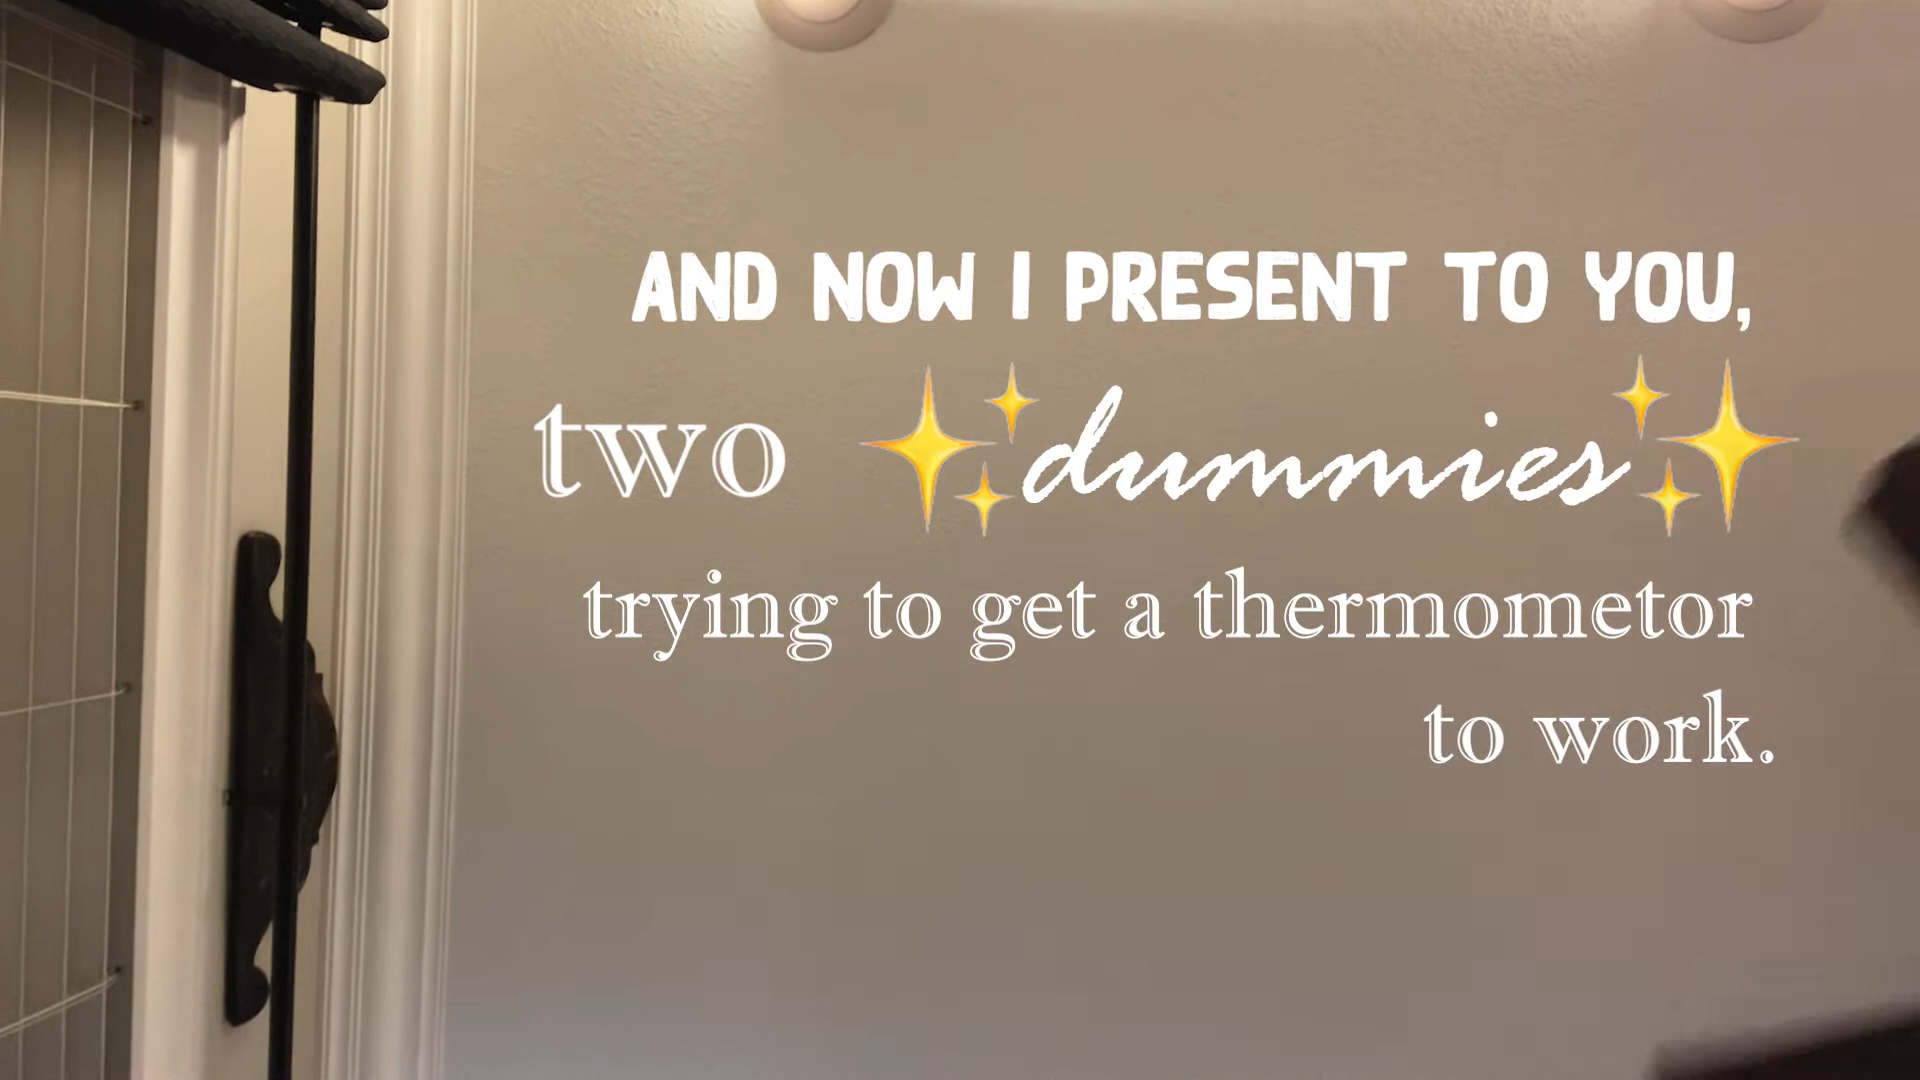 AND NOW I PRESENT TO YOU,
two ✨dummies✨
trying to get a thermometor
to work.